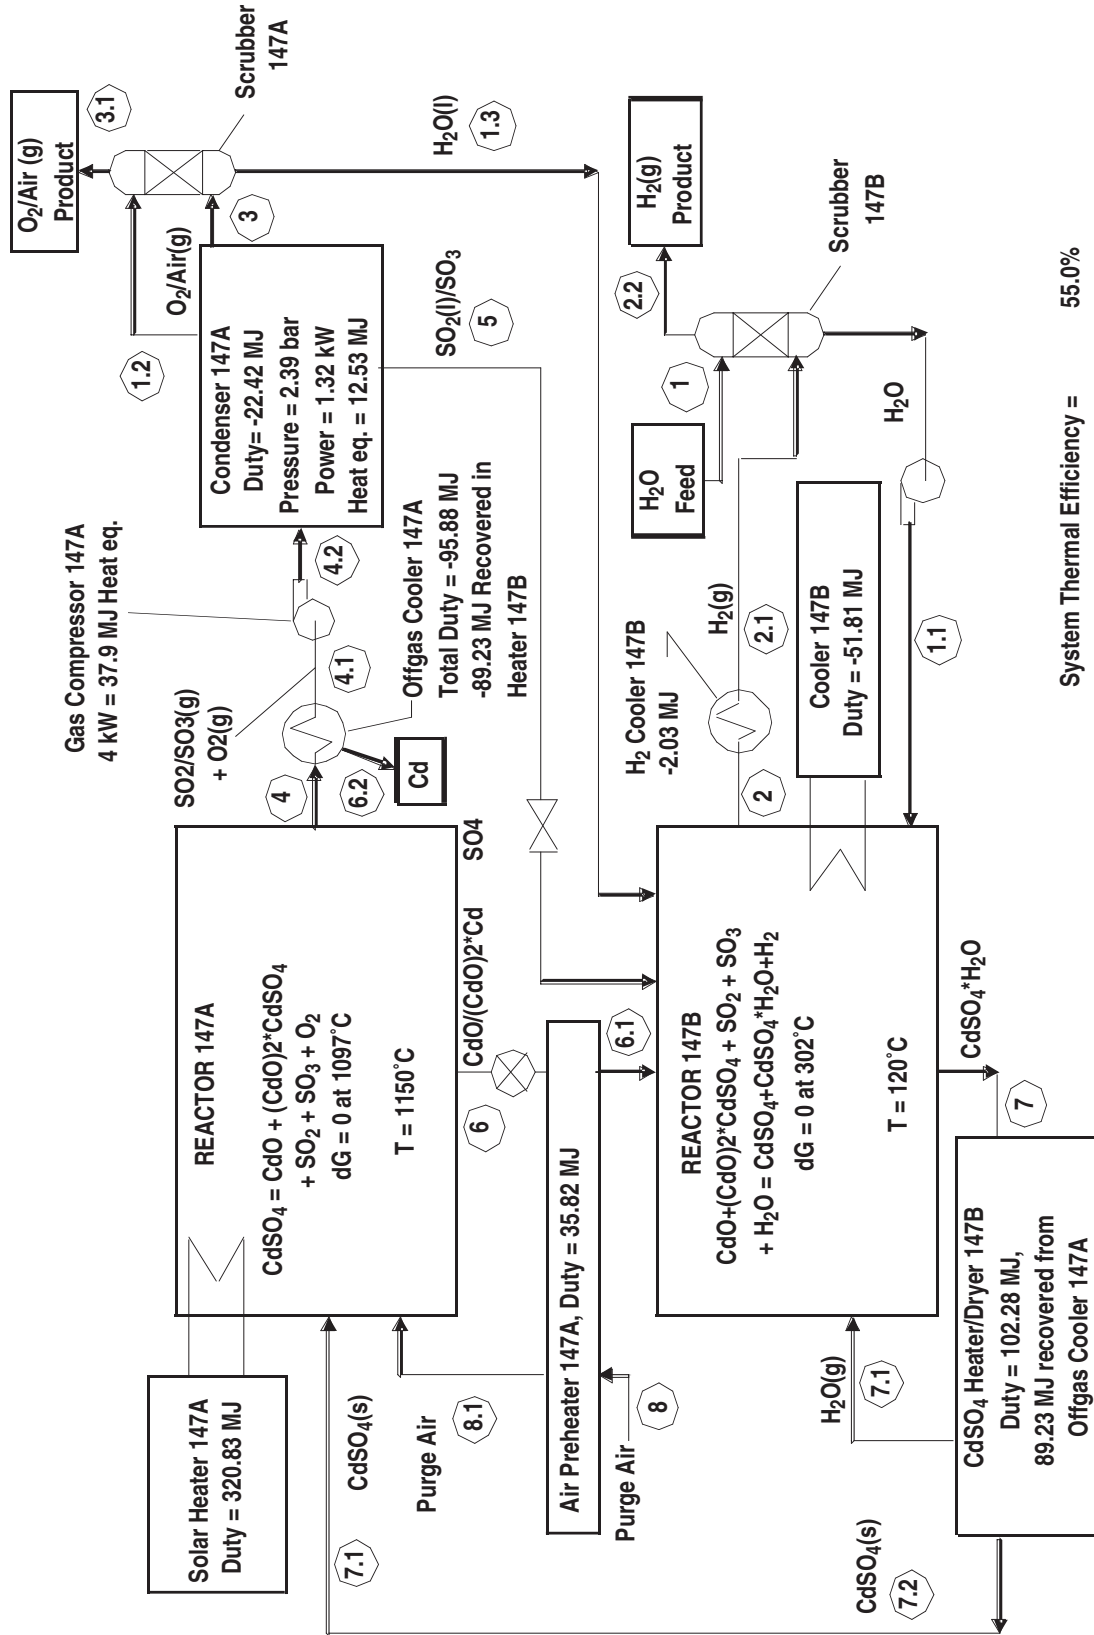 Solar Heater 147A
Duty = 320.83 MJ
REACTOR 147A
CdSO4 = CdO + (CdO)2*CdSO4
+ SO2 + SO3 + O2
dG = 0 at 1097°C
T = 1150°C
SO2/SO3(g)
+ O2(g)
4
4.1
4.2
6.2
Cd
Gas Compressor 147A
4 kW = 37.9 MJ Heat eq.
Offgas Cooler 147A
Total Duty = -95.88 MJ
-89.23 MJ Recovered in
Heater 147B
Condenser 147A
Duty= -22.42 MJ
Pressure = 2.39 bar
Power = 1.32 kW
Heat eq. = 12.53 MJ
1.2
O2/Air(g)
3
O2/Air (g)
Product
3.1
Scrubber
147A
H2O(l)
1.3
SO2(l)/SO3
5
CdSO4(s)
7.1
Purge Air
8.1
CdO/(CdO)2*Cd
SO4
6
Air Preheater 147A, Duty = 35.82 MJ
Purge Air
8
6.1
REACTOR 147B
CdO+(CdO)2*CdSO4 + SO2 + SO3
+ H2O = CdSO4+CdSO4*H2O+H2
dG = 0 at 302°C
T = 120°C
H2 Cooler 147B
-2.03 MJ
2
H2(g)
2.1
H2O
Feed
1
2.2
H2(g)
Product
Scrubber
147B
Cooler 147B
Duty = -51.81 MJ
H2O
1.1
CdSO4*H2O
7
H2O(g)
7.1
CdSO4 Heater/Dryer 147B
Duty = 102.28 MJ,
89.23 MJ recovered from
Offgas Cooler 147A
CdSO4(s)
7.2
System Thermal Efficiency = 55.0%